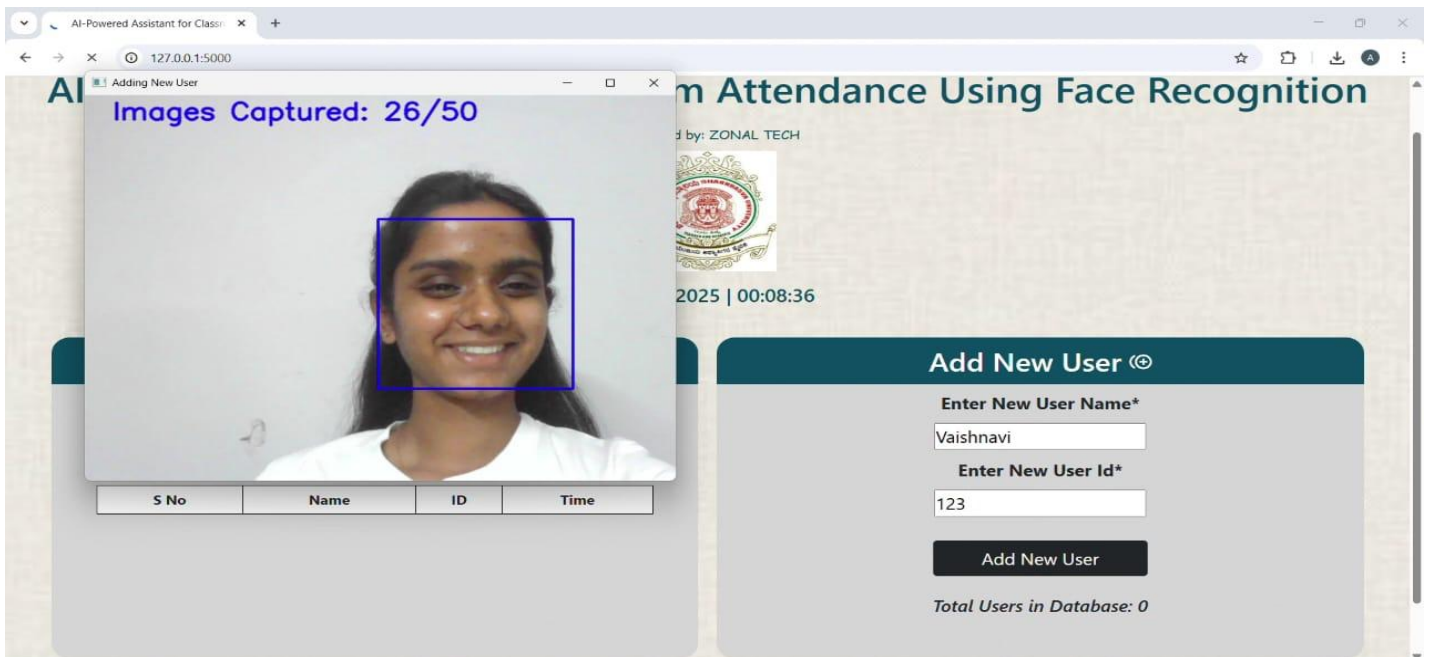 AI-Powered Assistant for Classr
127.0.0.1:5000
Adding New User
Images Captured: 26/50
AI
m Attendance Using Face Recognition
d by: ZONAL TECH
2025 | 00:08:36
Add New User
Enter New User Name*
Vaishnavi
Enter New User Id*
123
Add New User
Total Users in Database: 0
S No Name ID Time